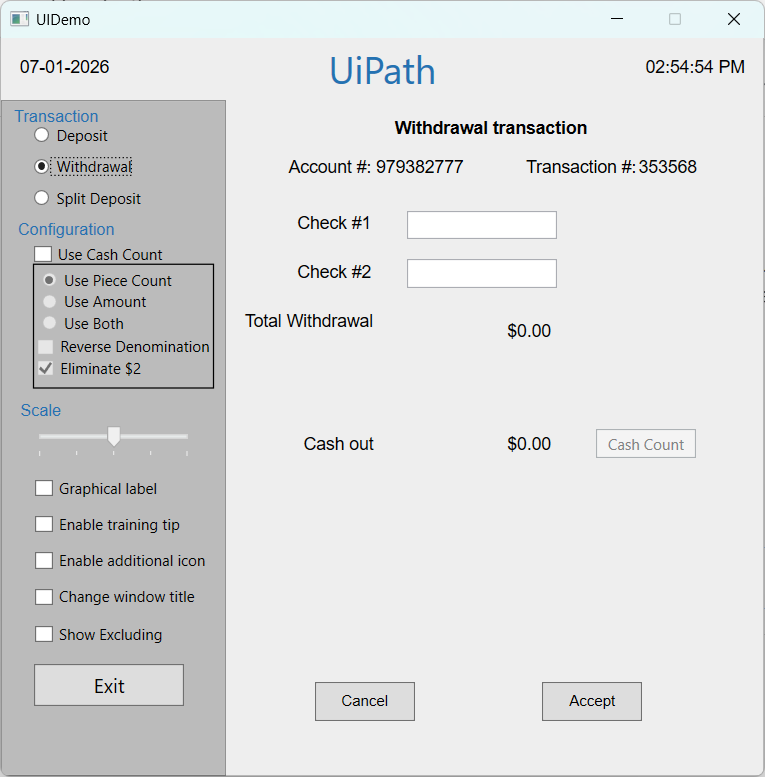 UIDemo
07-01-2026
UiPath
02:54:54 PM
Transaction
Deposit
Withdrawal
Split Deposit
Configuration
Use Cash Count
Use Piece Count
Use Amount
Use Both
Reverse Denomination
Eliminate $2
Scale
Graphical label
Enable training tip
Enable additional icon
Change window title
Show Excluding
Exit
Withdrawal transaction
Account #: 979382777 Transaction #: 353568
Check #1
Check #2
Total Withdrawal $0.00
Cash out $0.00 Cash Count
Cancel Accept